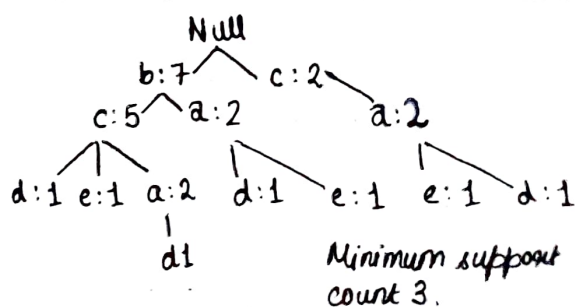 Null
b:7 c:2
c:5 a:2 a:2
d:1 e:1 a:2 d:1 e:1 e:1 d:1
d1 Minimum support
count 3.